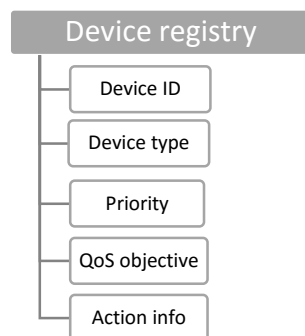 Device registry
Device ID
Device type
Priority
QoS objective
Action info